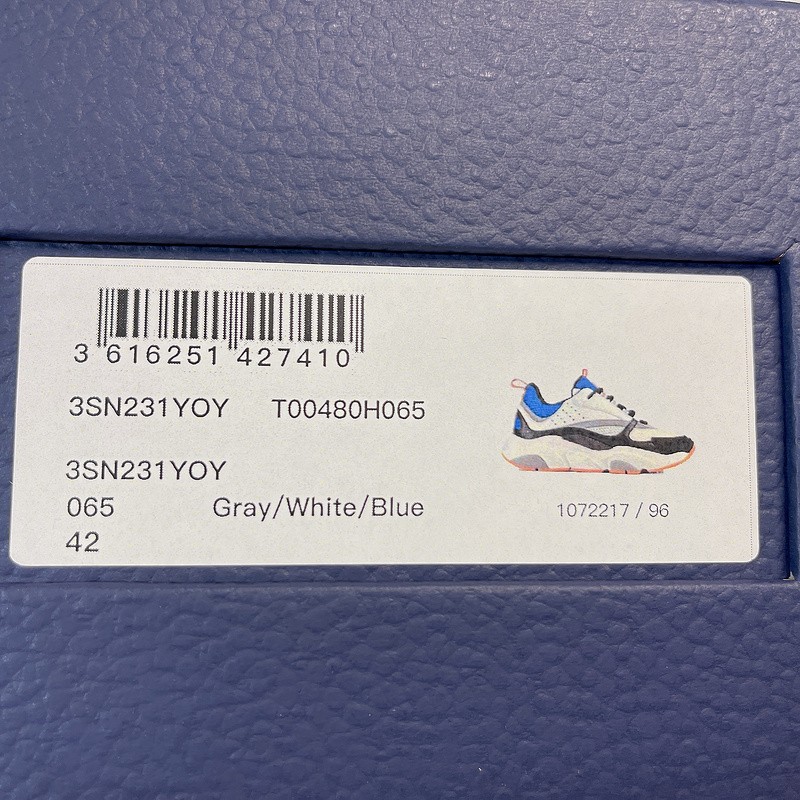 3 616251 427410
3SN231YOY T00480H065
3SN231YOY
065 Gray/White/Blue
42
1072217 / 96